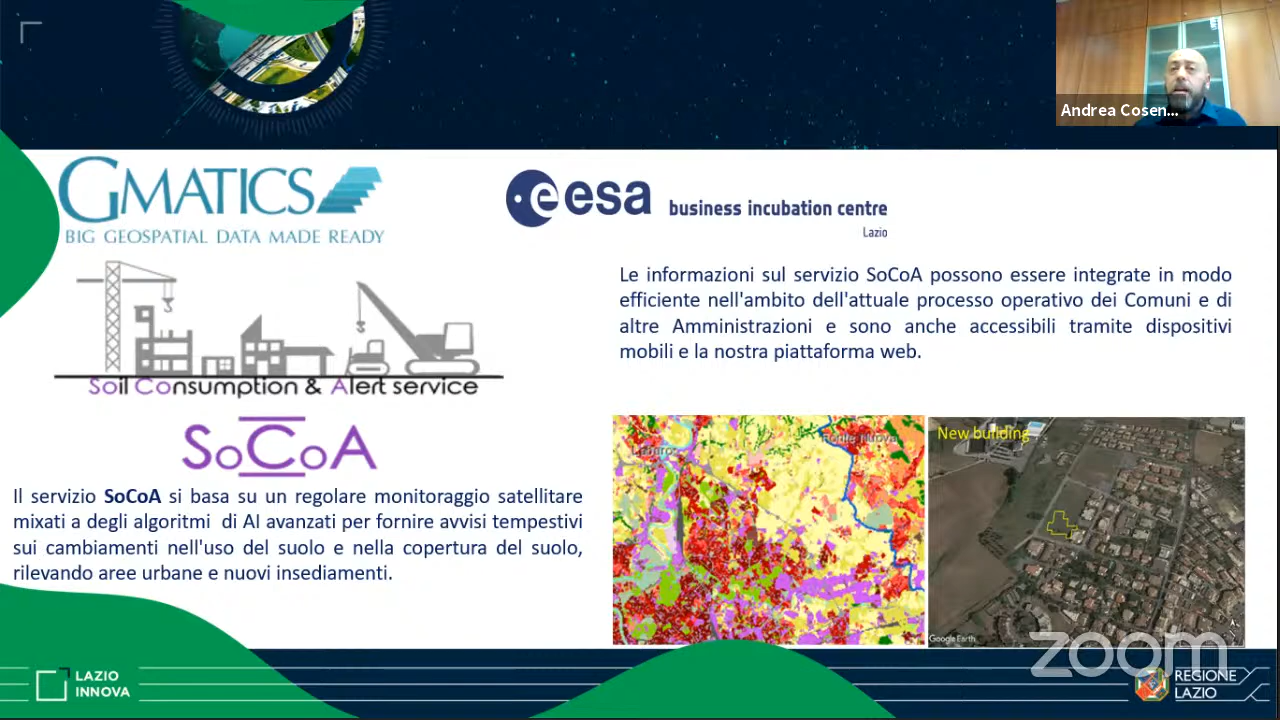 Andrea Cosen...
GMATICS
BIG GEOSPATIAL DATA MADE READY
esa business incubation centre
Lazio
Soil Consumption & Alert service
SoCoA
Le informazioni sul servizio SoCoA possono essere integrate in modo
efficiente nell'ambito dell'attuale processo operativo dei Comuni e di
altre Amministrazioni e sono anche accessibili tramite dispositivi
mobili e la nostra piattaforma web.
Il servizio SoCoA si basa su un regolare monitoraggio satellitare
mixati a degli algoritmi di AI avanzati per fornire avvisi tempestivi
sui cambiamenti nell'uso del suolo e nella copertura del suolo,
rilevando aree urbane e nuovi insediamenti.
New building
Google Earth
zoom
LAZIO
INNOVA
REGIONE
LAZIO